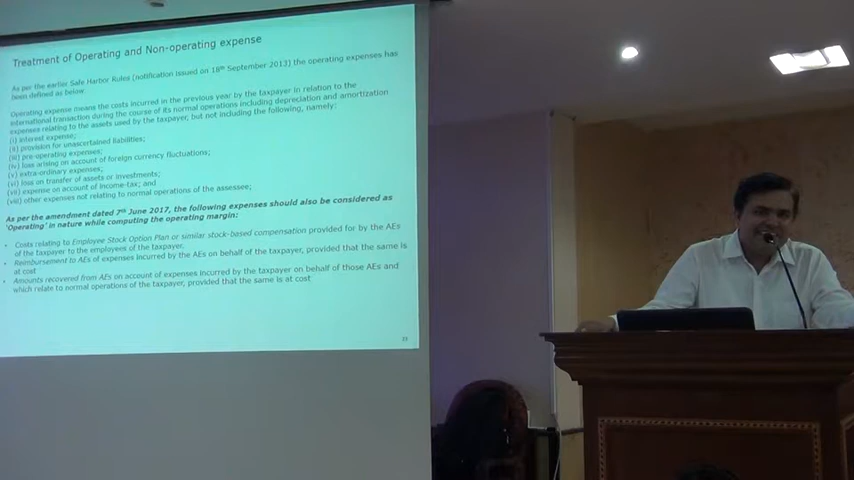 Treatment of Operating and Non-operating expense
As per the earlier Safe Harbor Rules (notification issued on 18th September 2013) the operating expenses has
been defined as below
Operating expense means the costs incurred in the previous year by the taxpayer in relation to the
international transaction during the course of its normal operations including depreciation and amortization
expenses relating to the assets used by the taxpayer, but not including the following, namely:
(i) interest expense;
(ii) provision for unascertained liabilities;
(iii) pre-operating expenses;
(iv) loss arising on account of foreign currency fluctuations;
(v) extra-ordinary expenses;
(vi) loss on transfer of assets or investments;
(vii) expense on account of income-tax; and
(viii) other expenses not relating to normal operations of the assessee;
As per the amendment dated 7th June 2017, the following expenses should also be considered as
'Operating' in nature while computing the operating margin:
• Costs relating to Employee Stock Option Plan or similar stock-based compensation provided for by the AEs
of the taxpayer to the employees of the taxpayer.
• Reimbursement to AEs of expenses incurred by the AEs on behalf of the taxpayer, provided that the same is
at cost
• Amounts recovered from AEs on account of expenses incurred by the taxpayer on behalf of those AEs and
which relate to normal operations of the taxpayer, provided that the same is at cost